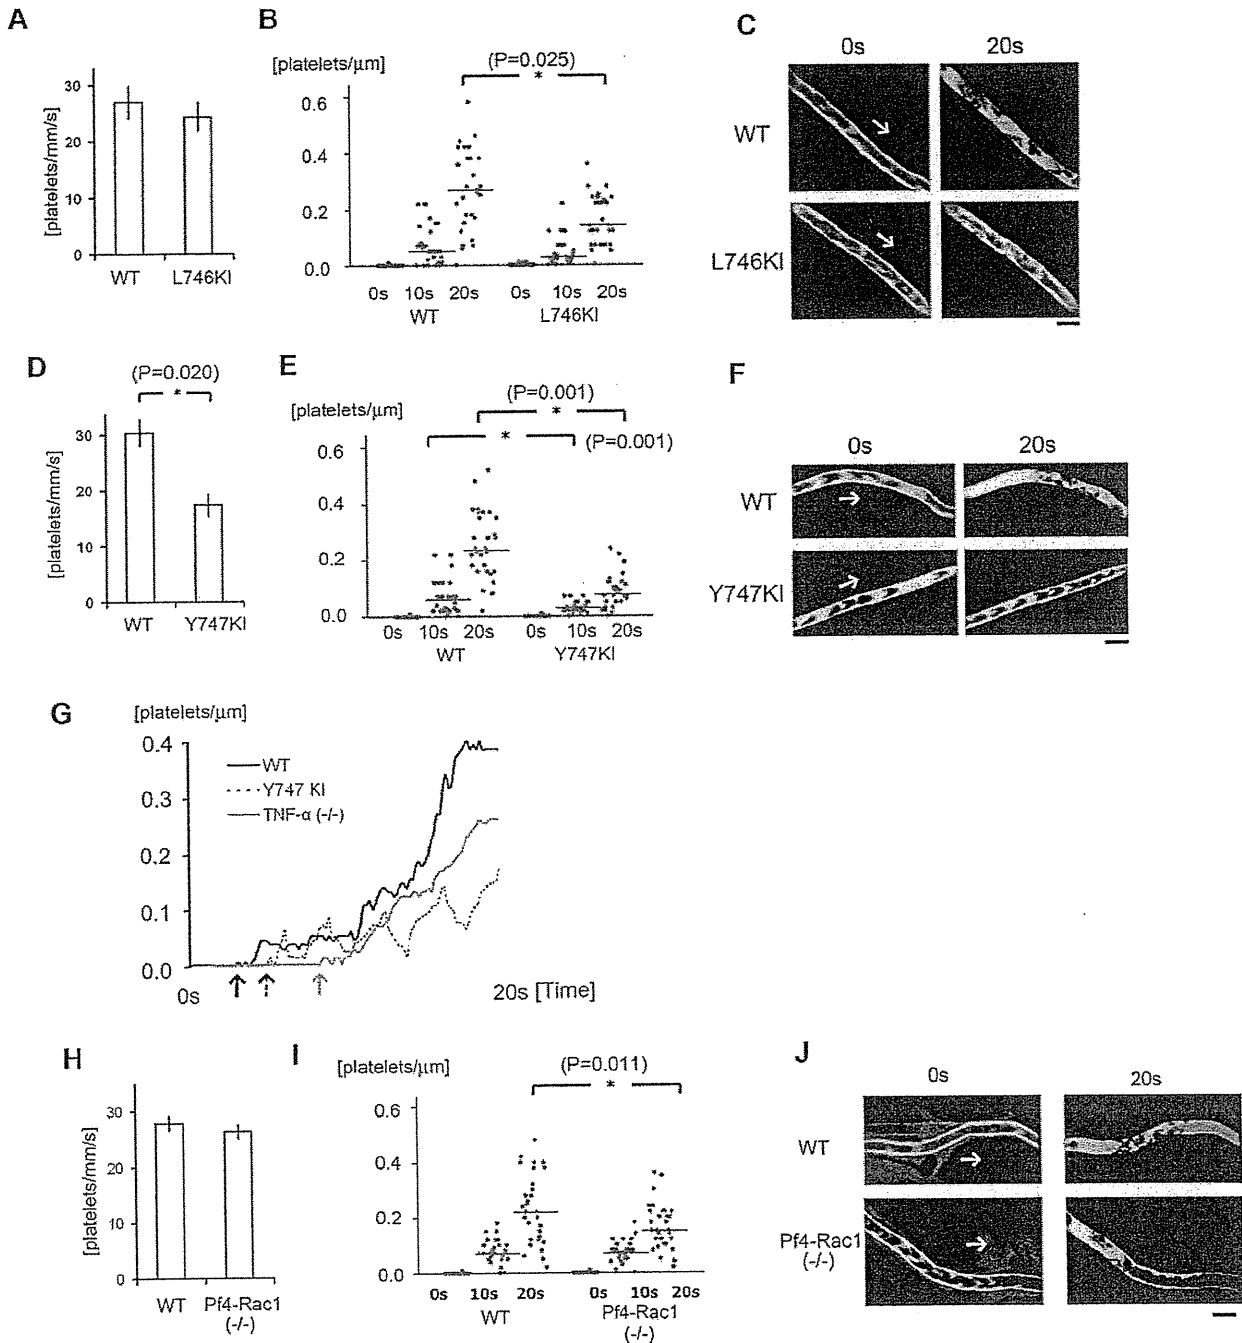 A
[platelets/mm/s]
30
20
10
0
WT L746KI
B
[platelets/μm]
(P=0.025)
*
0.6
0.4
0.2
0.0
0s 10s 20s 0s 10s 20s
WT L746KI
C
0s 20s
WT
L746KI
D
(P=0.020)
*
[platelets/mm/s]
30
20
10
0
WT Y747KI
E
[platelets/μm]
(P=0.001)
*
* (P=0.001)
0.6
0.4
0.2
0.0
0s 10s 20s 0s 10s 20s
WT Y747KI
F
0s 20s
WT
Y747KI
G
[platelets/μm]
0.4
0.3
0.2
0.1
0.0
WT
Y747 KI
TNF-α (-/-)
0s 20s [Time]
H
[platelets/mm/s]
30
20
10
0
WT Pf4-Rac1
(-/-)
I
[platelets/μm]
(P=0.011)
*
0.6
0.4
0.2
0.0
0s 10s 20s 0s 10s 20s
WT Pf4-Rac1
(-/-)
J
0s 20s
WT
Pf4-Rac1
(-/-)